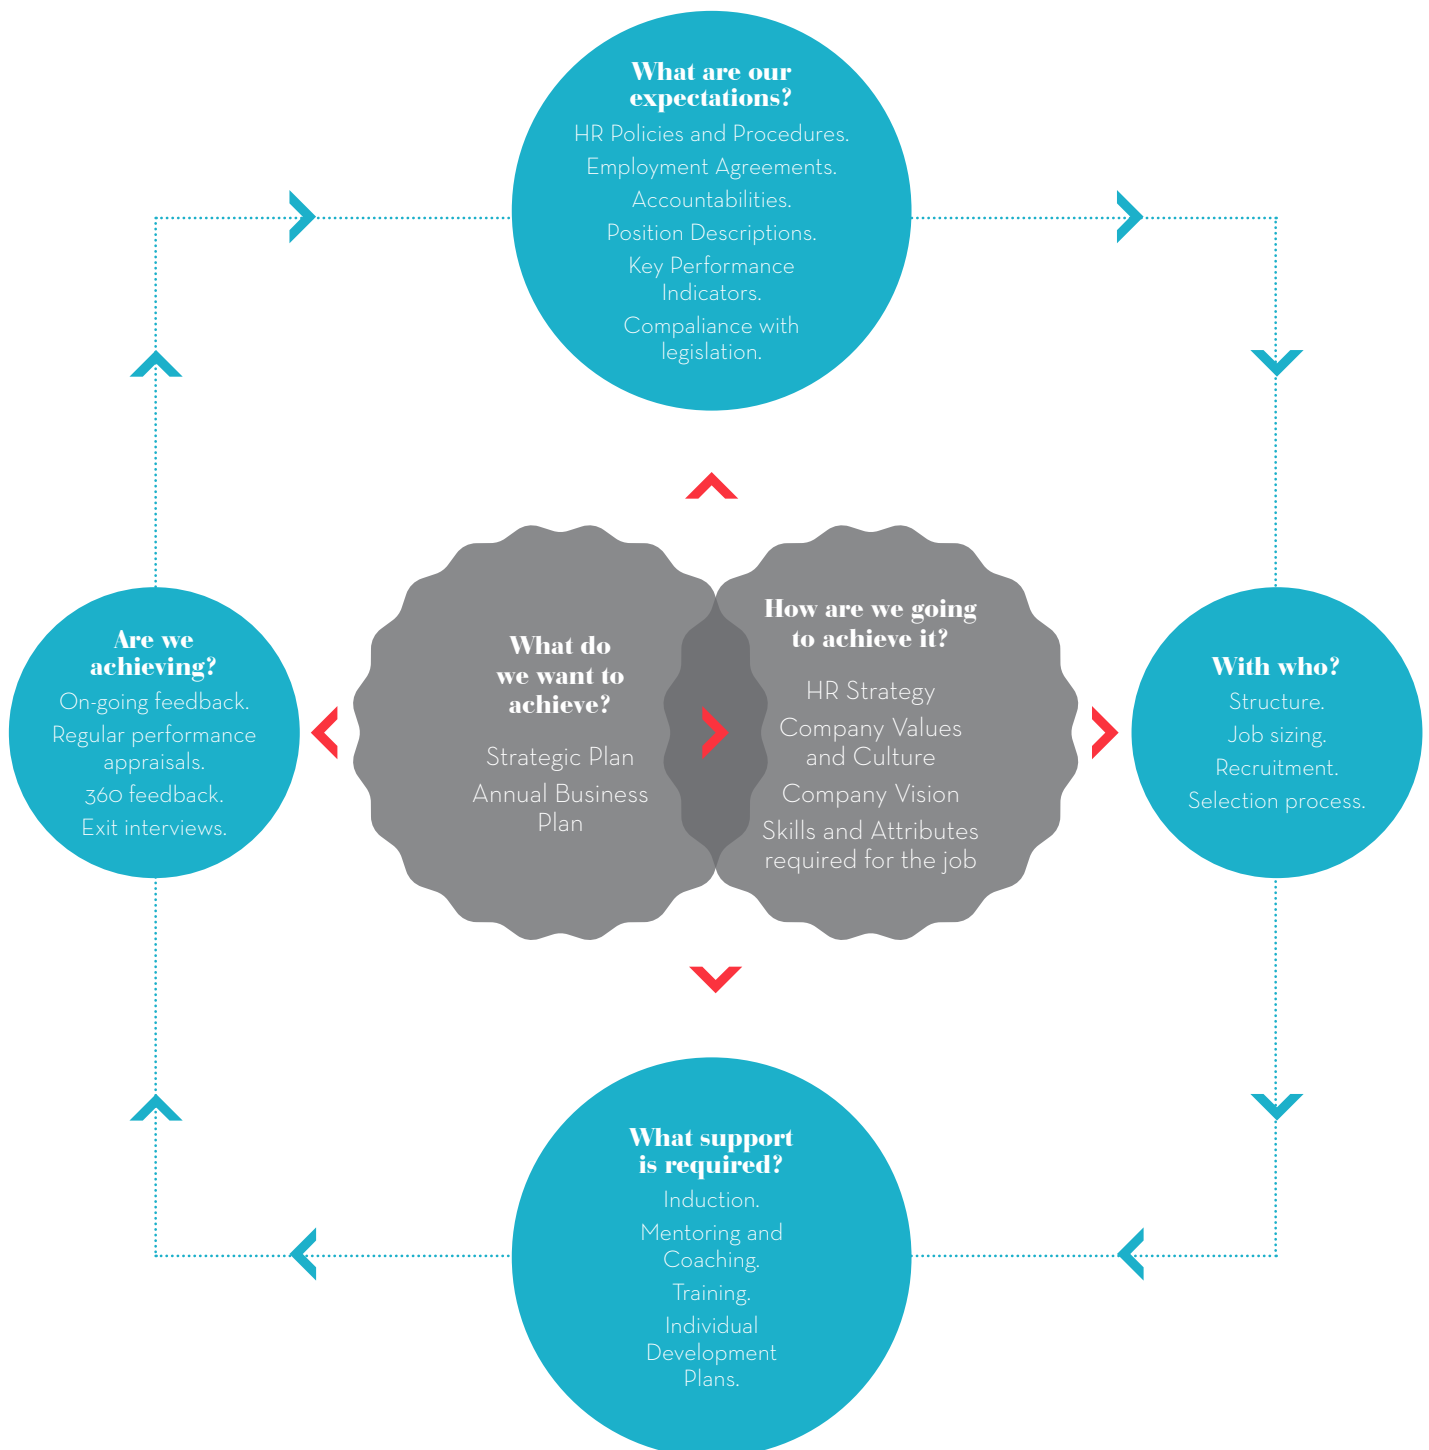 What are our
expectations?
HR Policies and Procedures.
Employment Agreements.
Accountabilities.
Position Descriptions.
Key Performance
Indicators.
Compaliance with
legislation.
Are we
achieving?
On-going feedback.
Regular performance
appraisals.
360 feedback.
Exit interviews.
What do
we want to
achieve?
Strategic Plan
Annual Business
Plan
How are we going
to achieve it?
HR Strategy
Company Values
and Culture
Company Vision
Skills and Attributes
required for the job
With who?
Structure.
Job sizing.
Recruitment.
Selection process.
What support
is required?
Induction.
Mentoring and
Coaching.
Training.
Individual
Development
Plans.